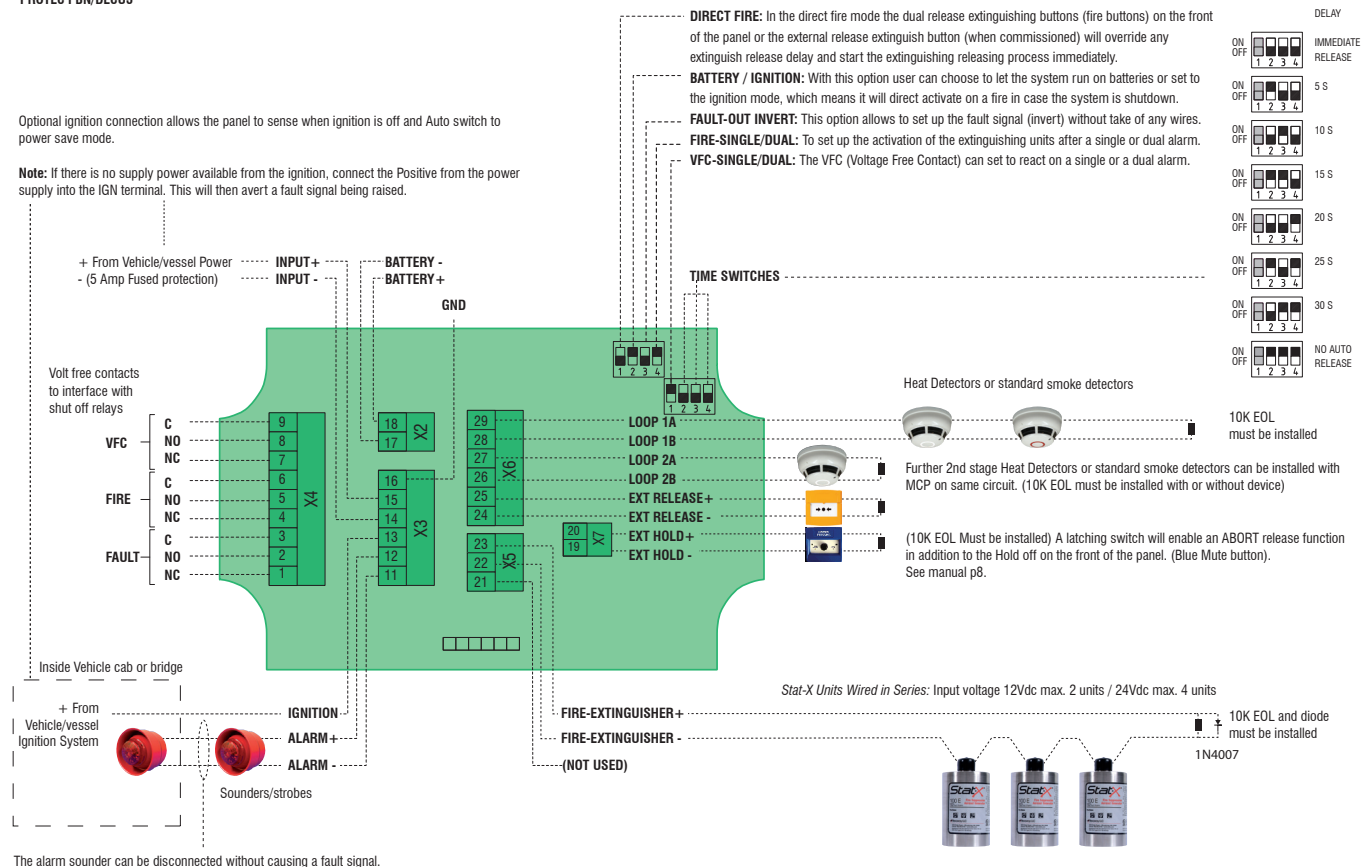 PROTECT DN/DECUS
DIRECT FIRE: In the direct fire mode the dual release extinguishing buttons (fire buttons) on the front
of the panel or the external release extinguish button (when commissioned) will override any
extinguish release delay and start the extinguishing releasing process immediately.
BATTERY / IGNITION: With this option user can choose to let the system run on batteries or set to
the ignition mode, which means it will direct activate on a fire in case the system is shutdown.
FAULT-OUT INVERT: This option allows to set up the fault signal (invert) without take of any wires.
FIRE-SINGLE/DUAL: To set up the activation of the extinguishing units after a single or dual alarm.
VFC-SINGLE/DUAL: The VFC (Voltage Free Contact) can set to react on a single or a dual alarm.
DELAY
ON
OFF
1 2 3 4
IMMEDIATE
RELEASE
ON
OFF
1 2 3 4
5 S
ON
OFF
1 2 3 4
10 S
ON
OFF
1 2 3 4
15 S
ON
OFF
1 2 3 4
20 S
ON
OFF
1 2 3 4
25 S
ON
OFF
1 2 3 4
30 S
ON
OFF
1 2 3 4
NO AUTO
RELEASE
Optional ignition connection allows the panel to sense when ignition is off and Auto switch to
power save mode.
Note: If there is no supply power available from the ignition, connect the Positive from the power
supply into the IGN terminal. This will then avert a fault signal being raised.
+ From Vehicle/vessel Power
- (5 Amp Fused protection)
INPUT+
INPUT -
BATTERY -
BATTERY+
GND
TIME SWITCHES
1 2 3 4
1 2 3 4
Volt free contacts
to interface with
shut off relays
VFC
C
NO
NC
FIRE
C
NO
NC
FAULT
C
NO
NC
9
8
7
6
5
4
3
2
1
X4
18
17
X2
16
15
14
13
12
11
X3
29
28
27
26
25
24
X6
23
22
21
X5
20
19
X7
LOOP 1A
LOOP 1B
LOOP 2A
LOOP 2B
EXT RELEASE+
EXT RELEASE -
EXT HOLD+
EXT HOLD -
Heat Detectors or standard smoke detectors
10K EOL
must be installed
Further 2nd stage Heat Detectors or standard smoke detectors can be installed with
MCP on same circuit. (10K EOL must be installed with or without device)
(10K EOL Must be installed) A latching switch will enable an ABORT release function
in addition to the Hold off on the front of the panel. (Blue Mute button).
See manual p8.
Inside Vehicle cab or bridge
+ From
Vehicle/vessel
Ignition System
IGNITION
ALARM+
ALARM -
Sounders/strobes
FIRE-EXTINGUISHER+
FIRE-EXTINGUISHER -
(NOT USED)
Stat-X Units Wired in Series: Input voltage 12Vdc max. 2 units / 24Vdc max. 4 units
10K EOL and diode
must be installed
1N4007
Stat-X
100 E
Stat-X
100 E
Stat-X
100 E
The alarm sounder can be disconnected without causing a fault signal.